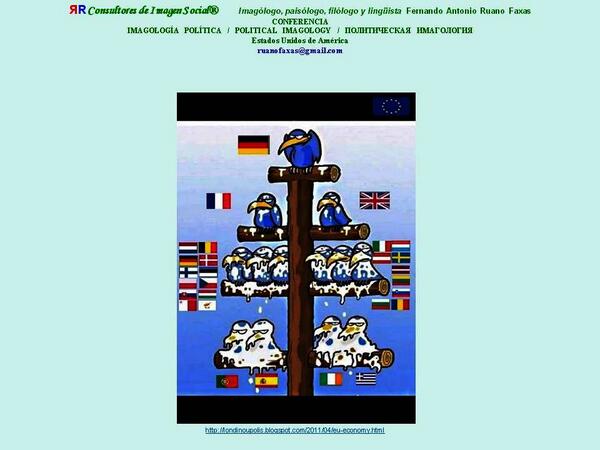 ЯR Consultores de Imagen Social® Imagólogo, paisólogo, filólogo y lingüista Fernando Antonio Ruano Faxas
CONFERENCIA
IMAGOLOGÍA POLÍTICA / POLITICAL IMAGOLOGY / ПОЛИТИЧЕСКАЯ ИМАГОЛОГИЯ
Estados Unidos de América
ruanofaxas@gmail.com
http://londinoupolis.blogspot.com/2011/04/eu-economy.html